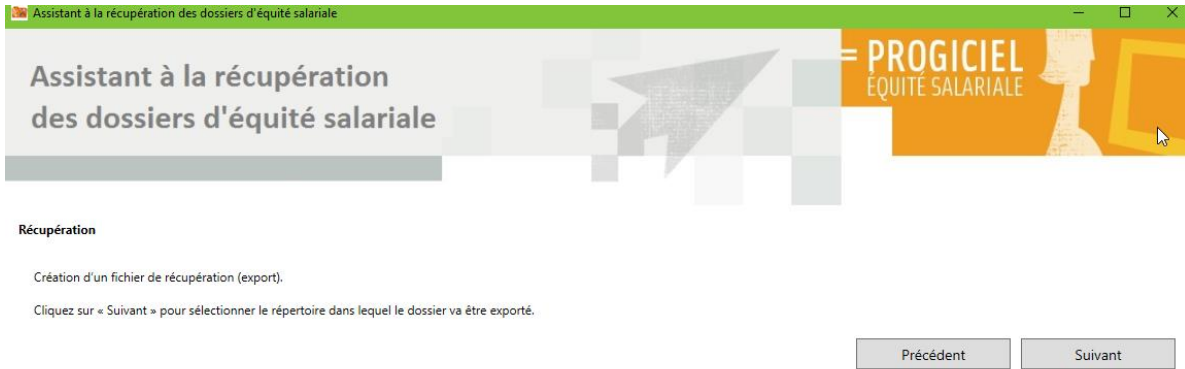 Assistant à la récupération des dossiers d'équité salariale
Assistant à la récupération
des dossiers d'équité salariale
= PROGICIEL
ÉQUITÉ SALARIALE
Récupération
Création d'un fichier de récupération (export).
Cliquez sur « Suivant » pour sélectionner le répertoire dans lequel le dossier va être exporté.
Précédent
Suivant